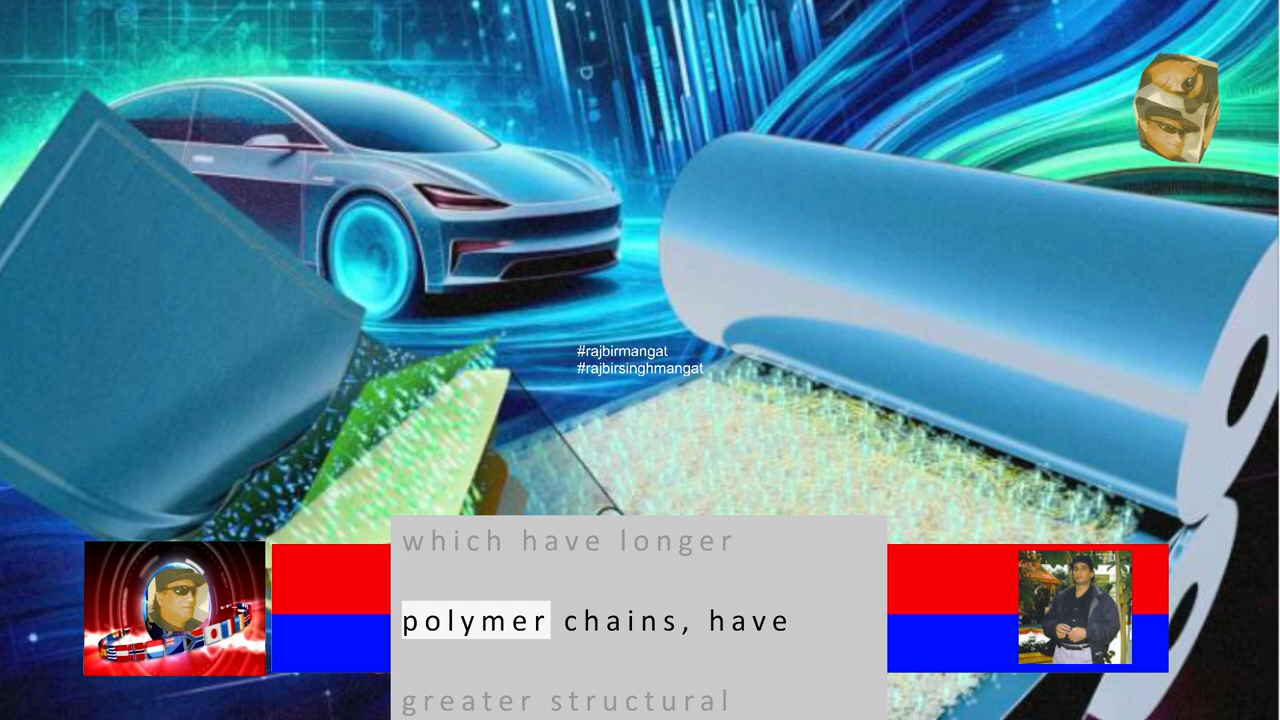 #rajbirmangat
#rajbirsinghmangat
which have longer
polymer chains, have
greater structural